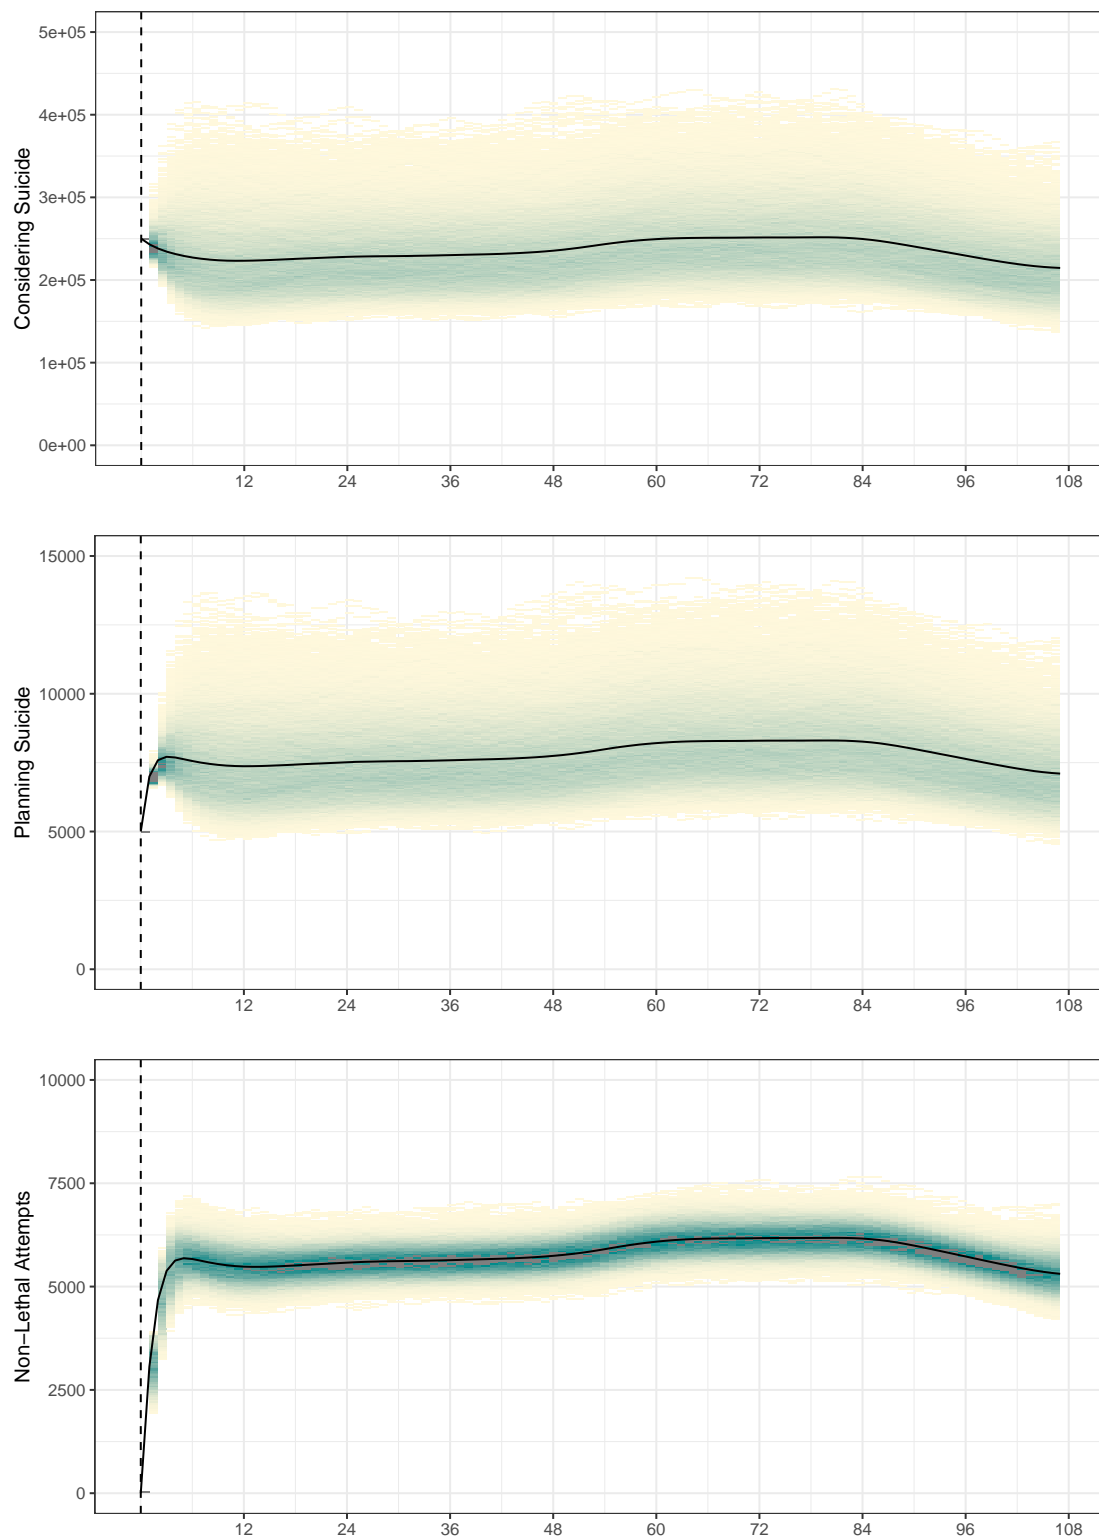 Considering Suicide
5e+05
4e+05
3e+05
2e+05
1e+05
0e+00
12 24 36 48 60 72 84 96 108
Planning Suicide
15000
10000
5000
0
12 24 36 48 60 72 84 96 108
Non−Lethal Attempts
10000
7500
5000
2500
0
12 24 36 48 60 72 84 96 108